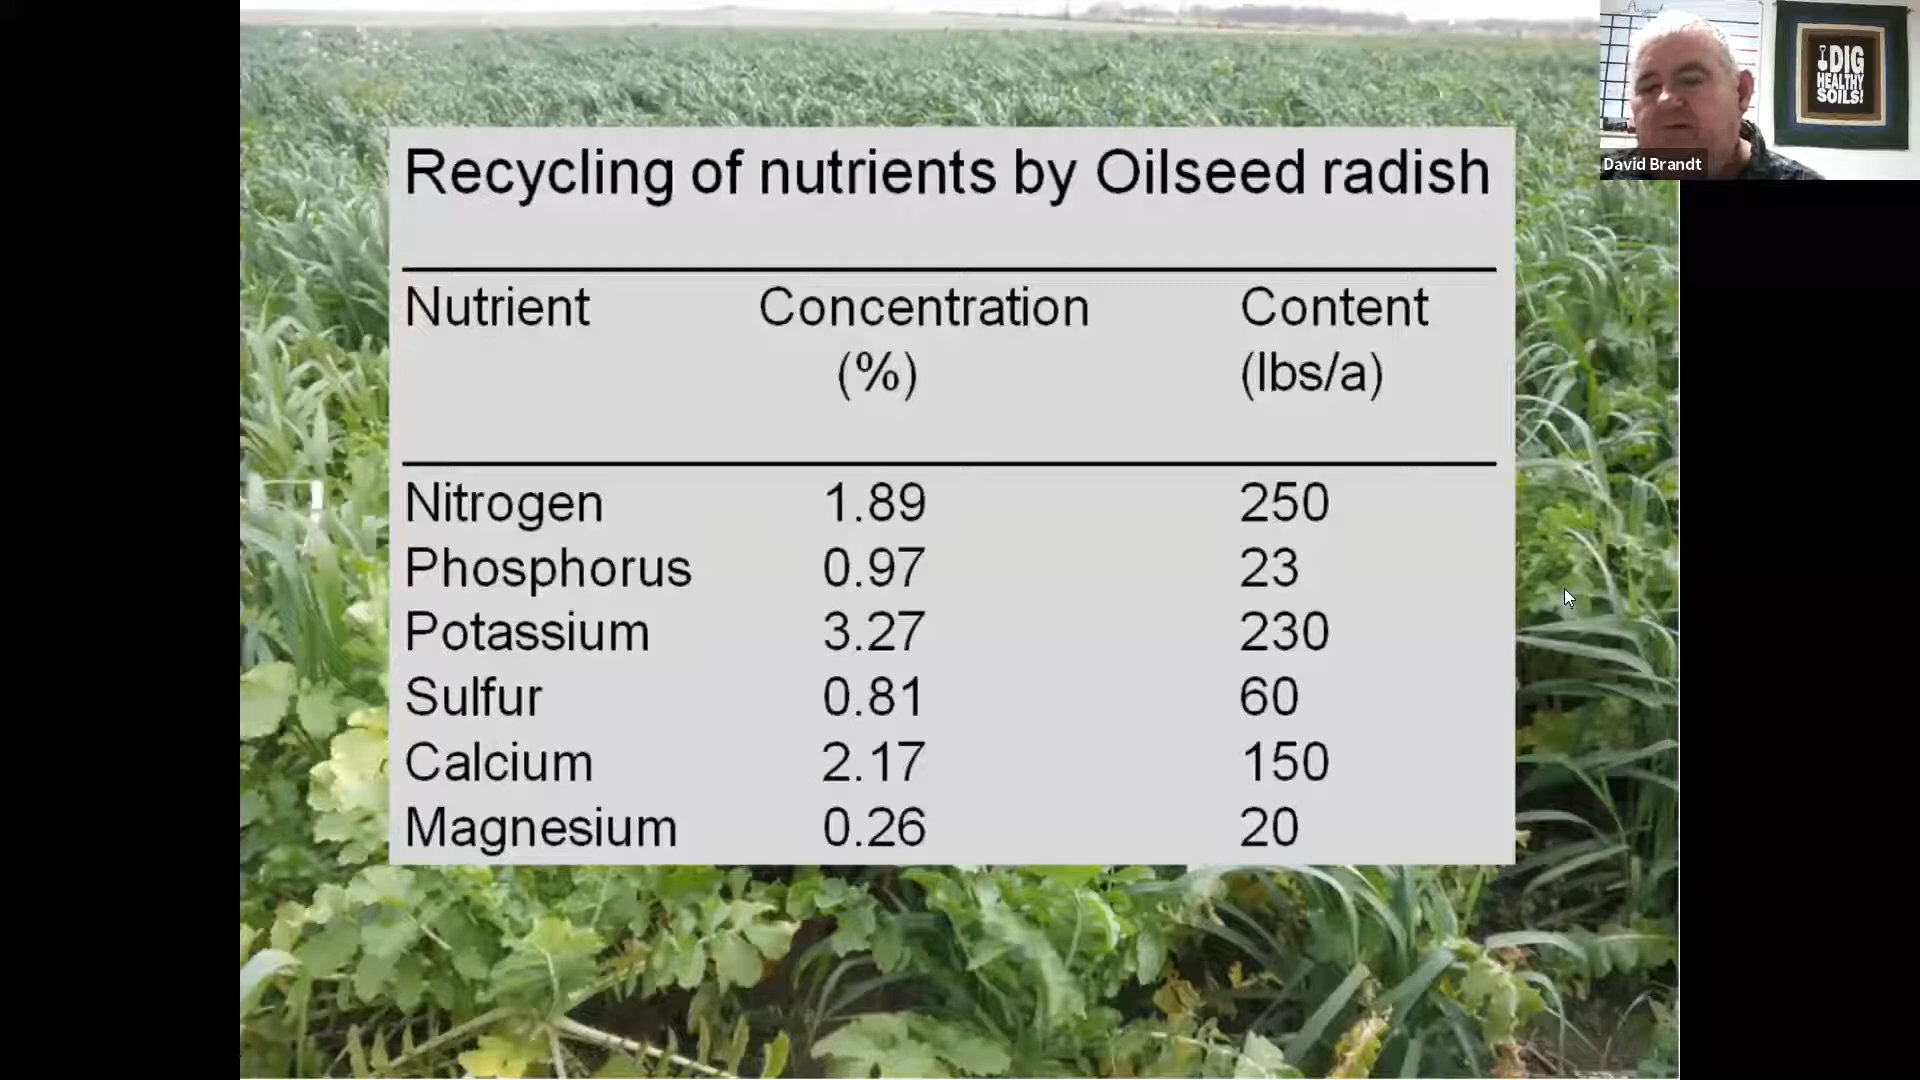 Recycling of nutrients by Oilseed radish
Nutrient Concentration Content
(%) (lbs/a)
Nitrogen 1.89 250
Phosphorus 0.97 23
Potassium 3.27 230
Sulfur 0.81 60
Calcium 2.17 150
Magnesium 0.26 20
August
I DIG
HEALTHY
SOILS!
David Brandt